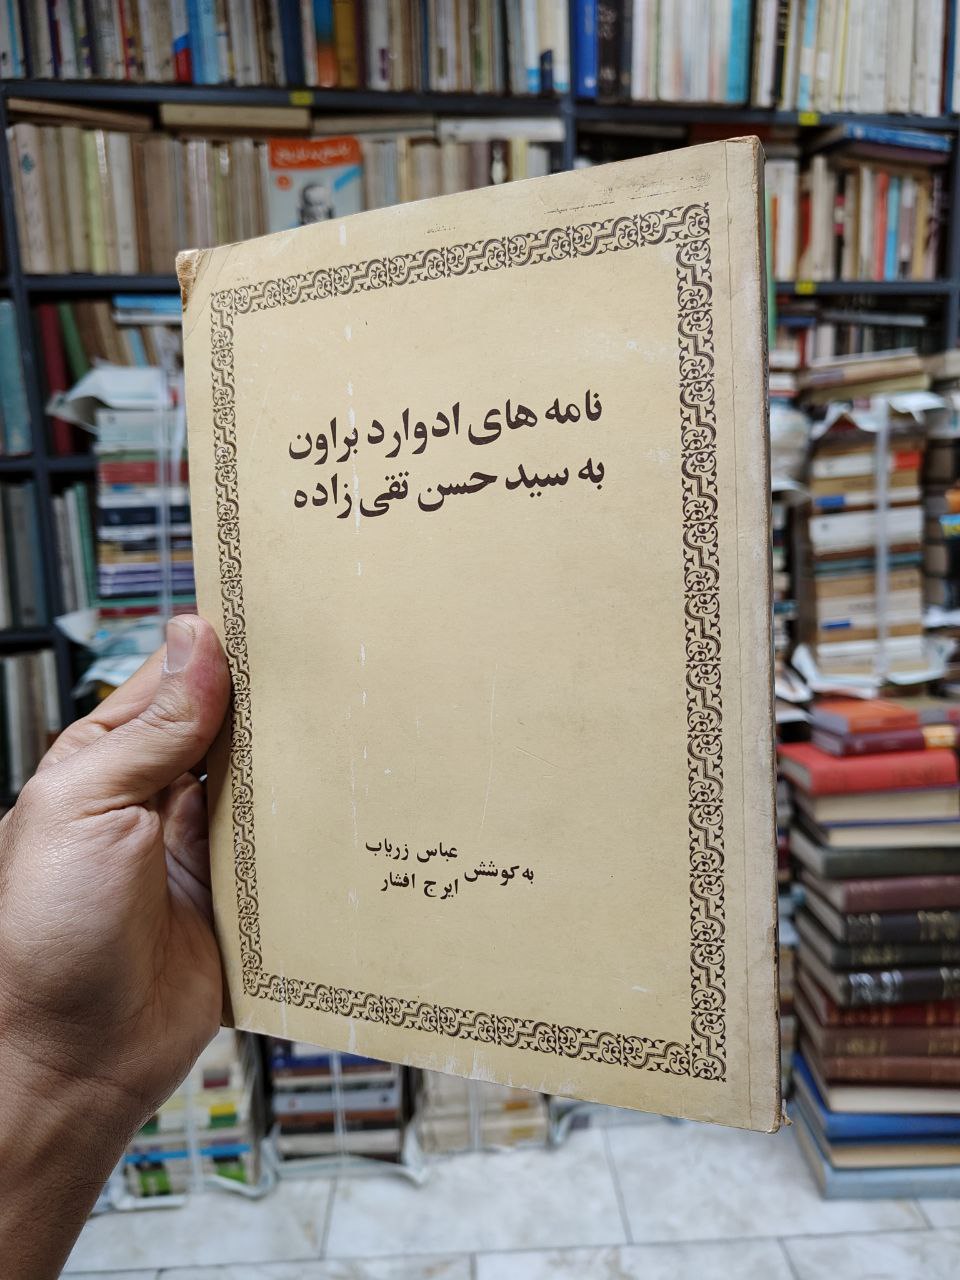 نامه های ادوارد براون
به سید حسن تقی زاده
به کوشش
عباس زریاب
ایرج افشار